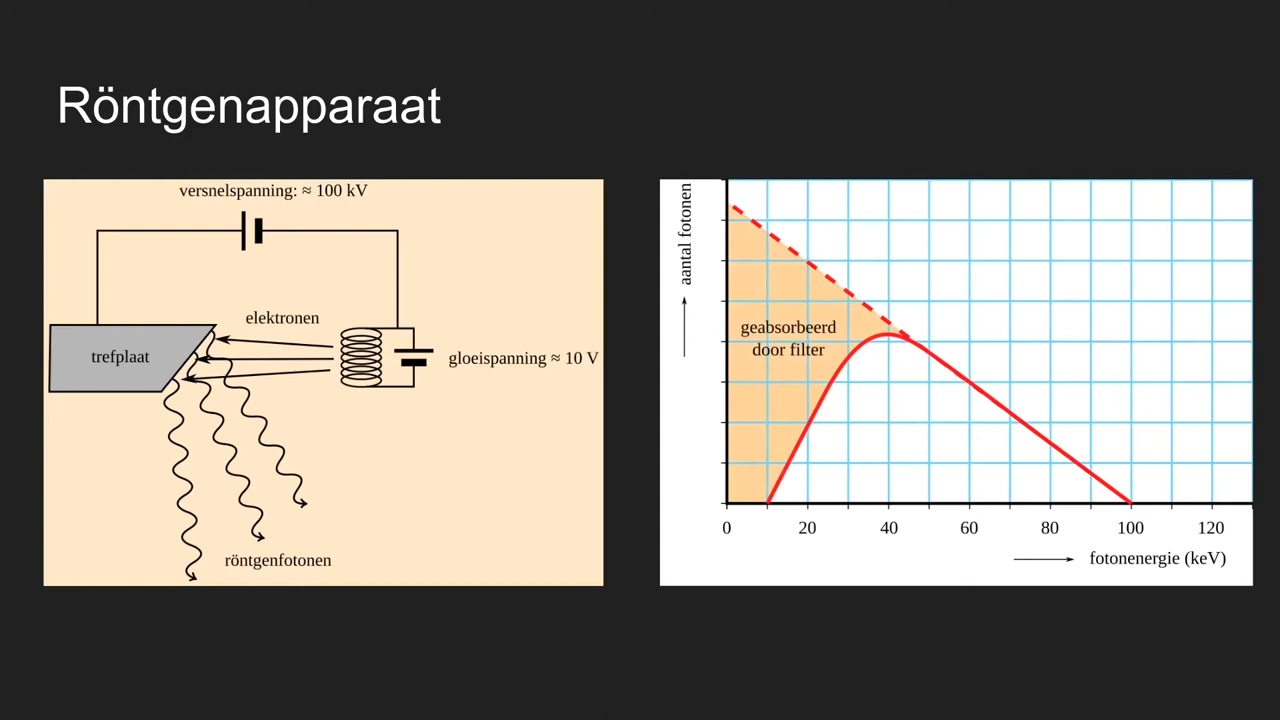 Röntgenapparaat
versnelspanning: ≈ 100 kV
elektronen
trefplaat
gloeispanning ≈ 10 V
röntgenfotonen
aantal fotonen
geabsorbeerd
door filter
0 20 40 60 80 100 120
fotonenergie (keV)